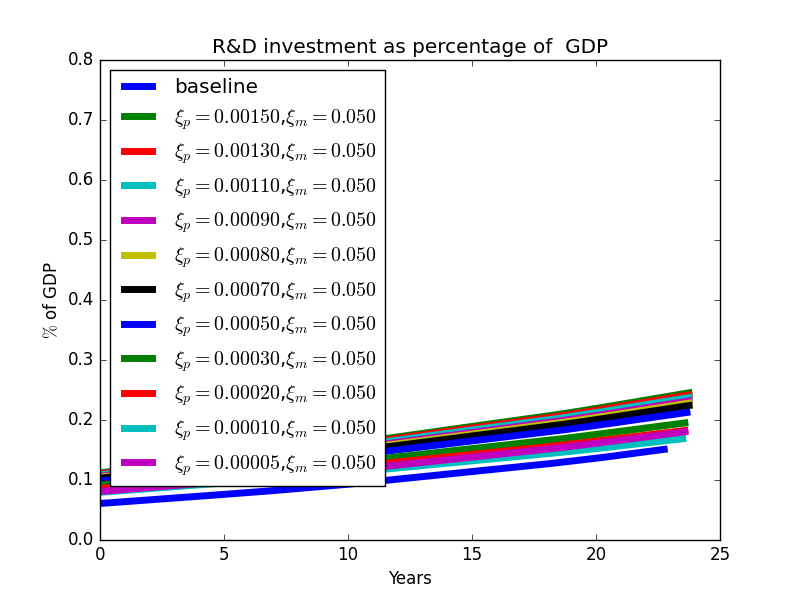 R&D investment as percentage of GDP
0.8
0.7
0.6
0.5
0.4
0.3
0.2
0.1
0.0
% of GDP
baseline
ξp = 0.00150,ξm = 0.050
ξp = 0.00130,ξm = 0.050
ξp = 0.00110,ξm = 0.050
ξp = 0.00090,ξm = 0.050
ξp = 0.00080,ξm = 0.050
ξp = 0.00070,ξm = 0.050
ξp = 0.00050,ξm = 0.050
ξp = 0.00030,ξm = 0.050
ξp = 0.00020,ξm = 0.050
ξp = 0.00010,ξm = 0.050
ξp = 0.00005,ξm = 0.050
0 5 10 15 20 25
Years